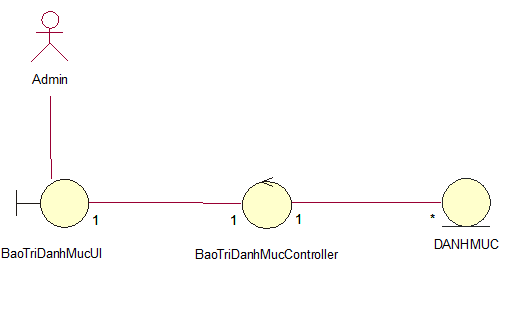 Admin
1
1
1
*
BaoTriDanhMucUI
BaoTriDanhMucController
DANHMUC